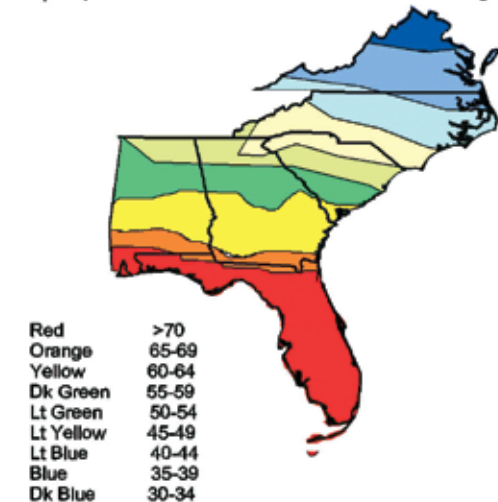 Red >70
Orange 65-69
Yellow 60-64
Dk Green 55-59
Lt Green 50-54
Lt Yellow 45-49
Lt Blue 40-44
Blue 35-39
Dk Blue 30-34